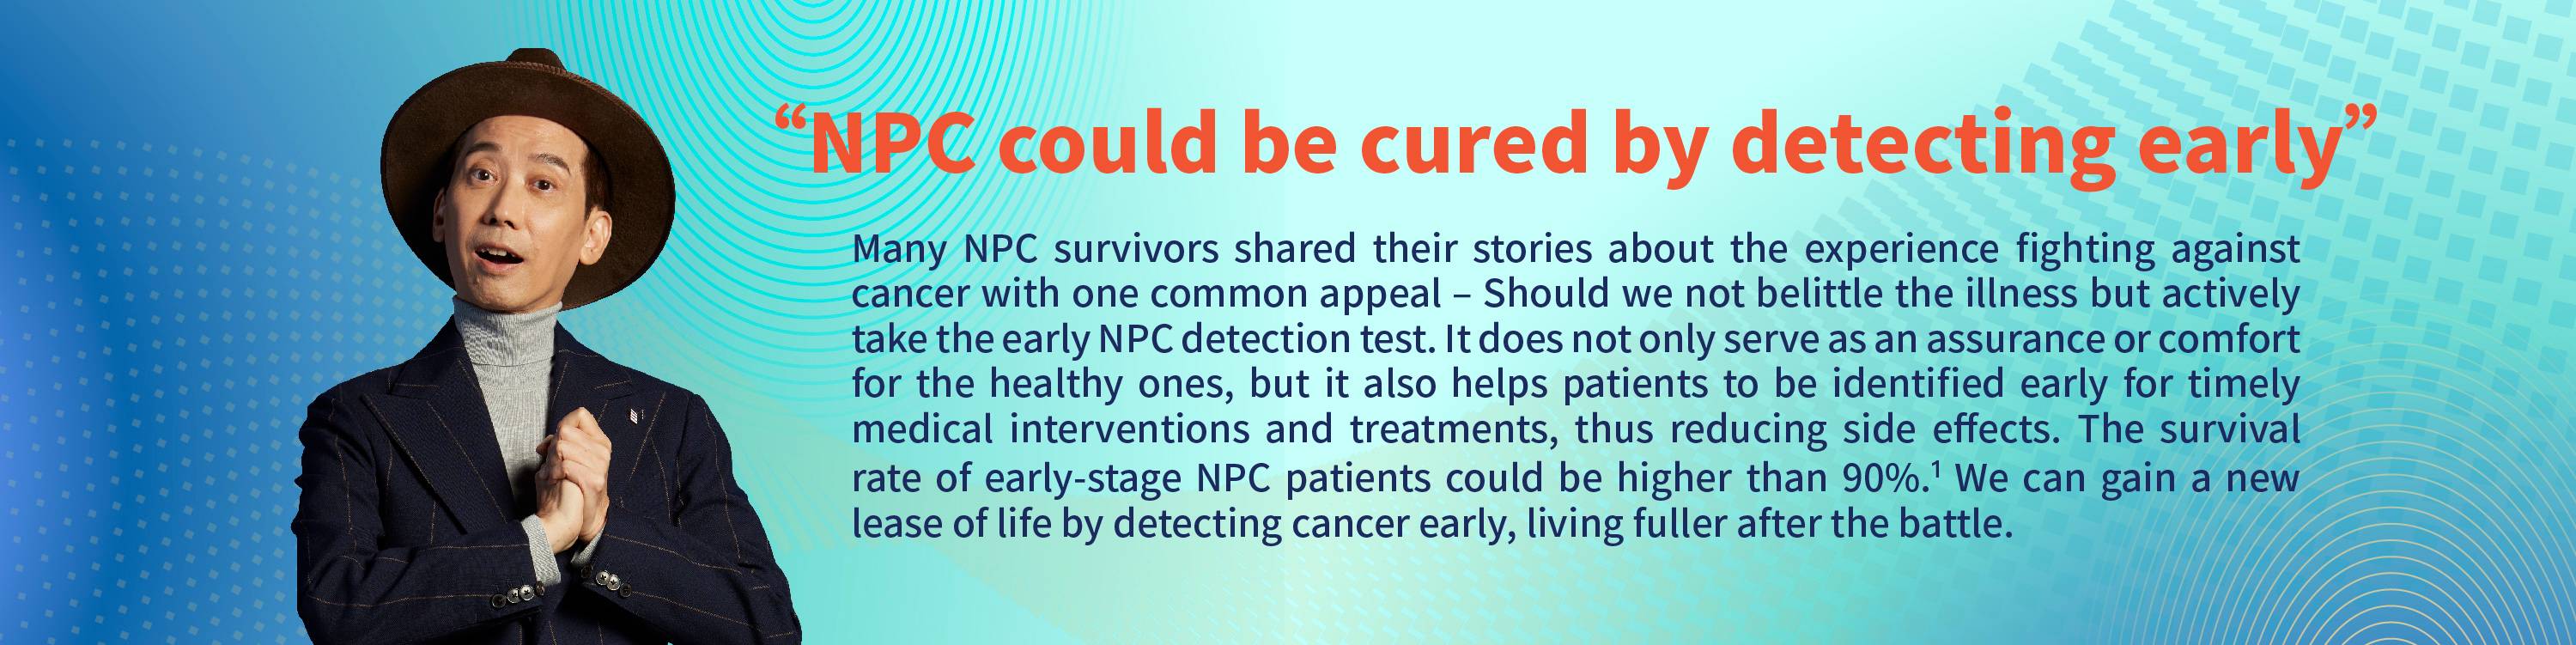 “NPC could be cured by detecting early”
Many NPC survivors shared their stories about the experience fighting against
cancer with one common appeal – Should we not belittle the illness but actively
take the early NPC detection test. It does not only serve as an assurance or comfort
for the healthy ones, but it also helps patients to be identified early for timely
medical interventions and treatments, thus reducing side effects. The survival
rate of early-stage NPC patients could be higher than 90%.¹ We can gain a new
lease of life by detecting cancer early, living fuller after the battle.